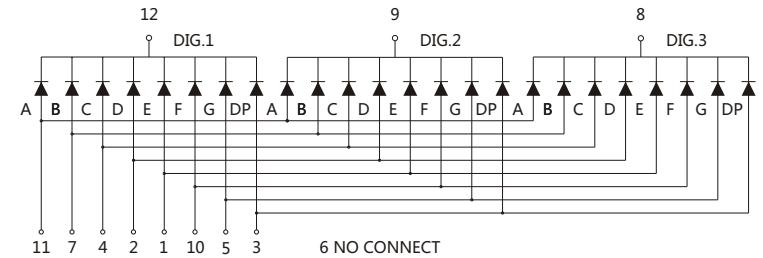 12 9 8
DIG.1 DIG.2 DIG.3
A B C D E F G DP A B C D E F G DP A B C D E F G DP
11 7 4 2 1 10 5 3 6 NO CONNECT